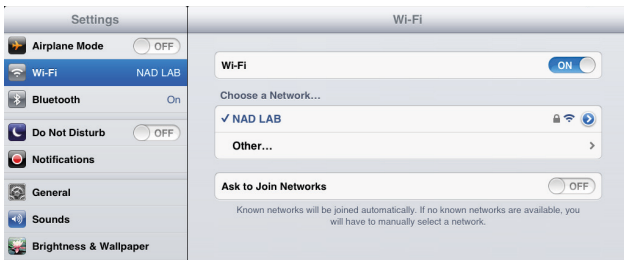 Settings
Airplane Mode OFF
Wi-Fi NAD LAB
Bluetooth On
Do Not Disturb OFF
Notifications
General
Sounds
Brightness & Wallpaper
Wi-Fi
Wi-Fi ON
Choose a Network...
✓ NAD LAB
Other...
Ask to Join Networks OFF
Known networks will be joined automatically. If no known networks are available, you
will have to manually select a network.